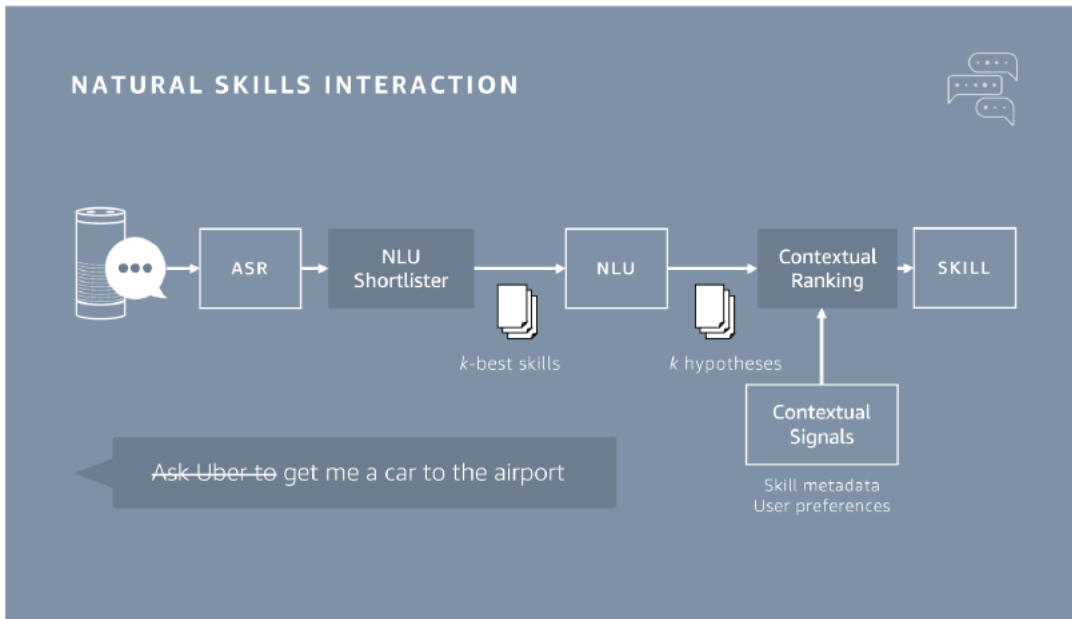 NATURAL SKILLS INTERACTION
ASR
NLU
Shortlister
NLU
Contextual
Ranking
SKILL
k-best skills
k hypotheses
Contextual
Signals
Skill metadata
User preferences
Ask Uber to get me a car to the airport